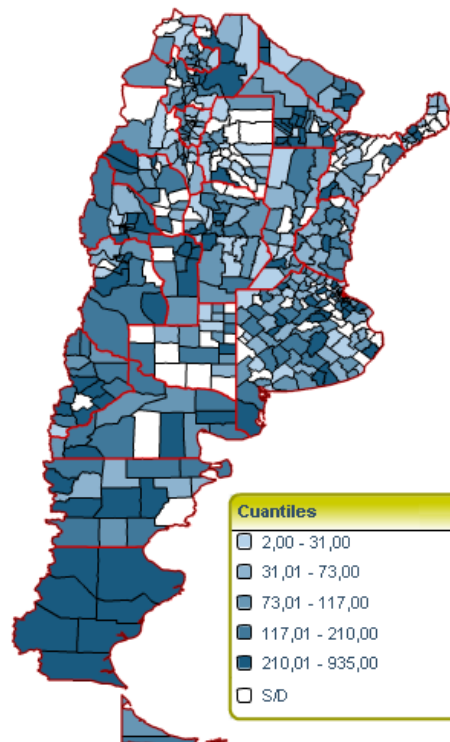 Cuantiles
2,00 - 31,00
31,01 - 73,00
73,01 - 117,00
117,01 - 210,00
210,01 - 935,00
S/D